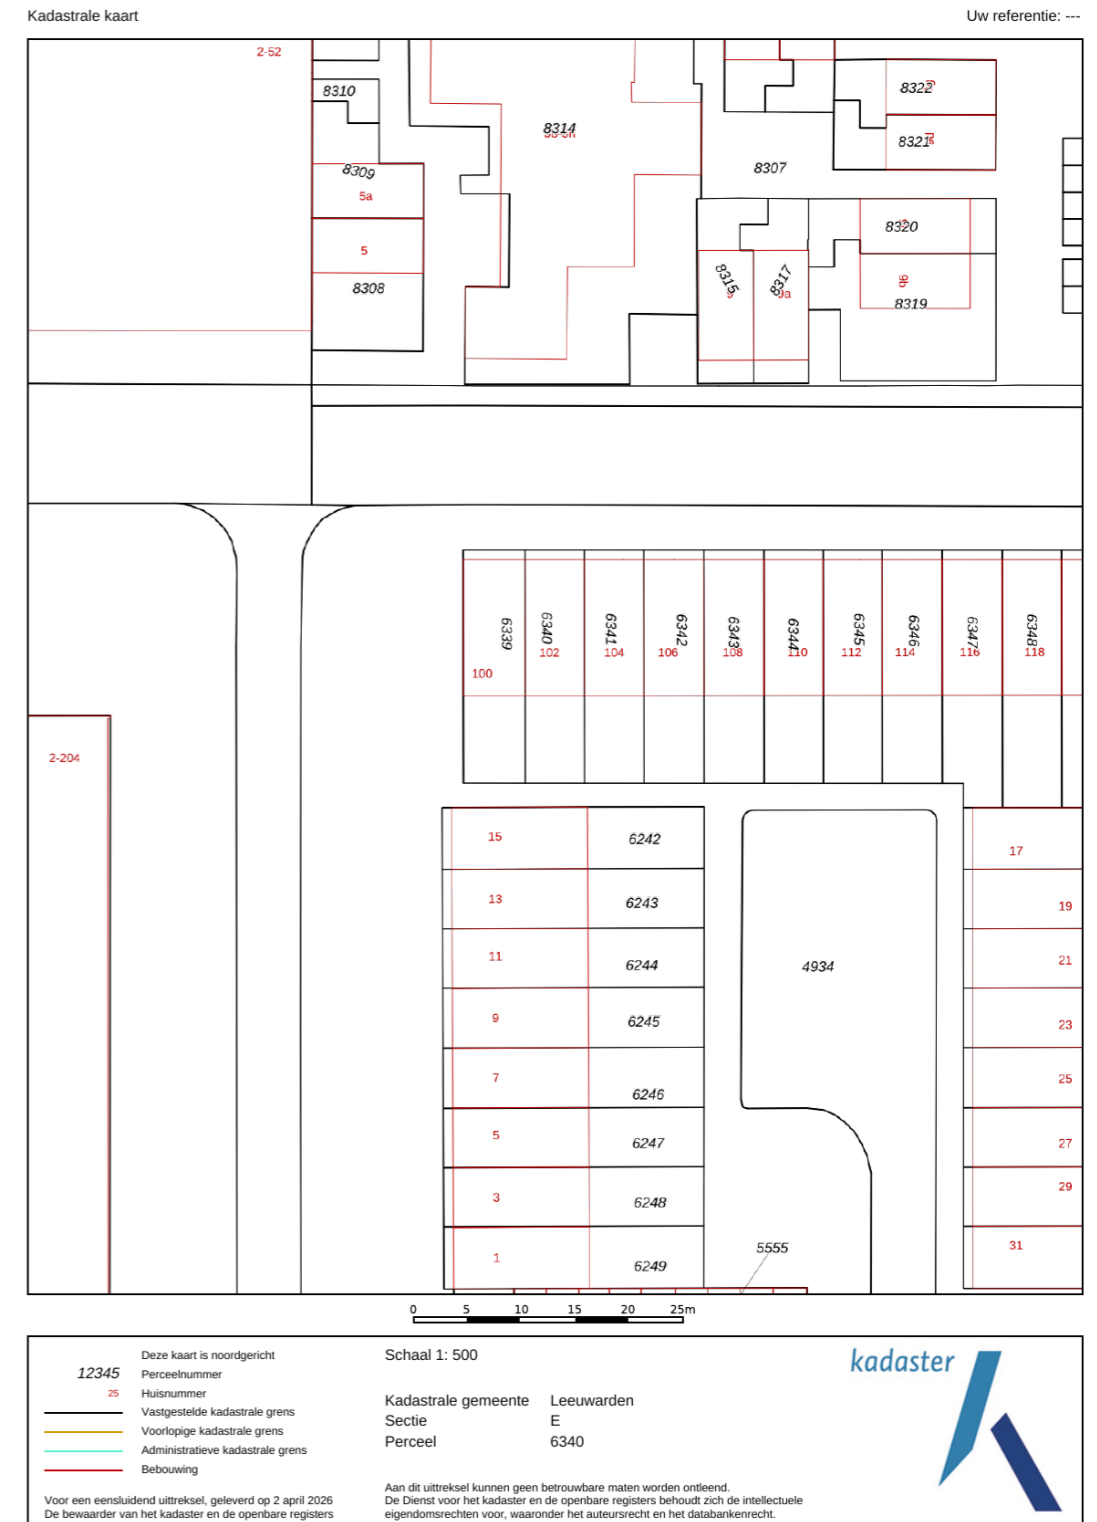 Kadastrale kaart
Uw referentie: ---
2-52
8310
8314
8322
8321
8309
8307
5a
5
8320
8308
8315
8317
9a
9b
8319
6339
6340
6341
6342
6343
6344
6345
6346
6347
6348
100
102
104
106
108
110
112
114
116
118
2-204
15
6242
17
13
6243
19
11
6244
4934
21
9
6245
23
7
6246
25
5
6247
27
3
6248
29
1
6249
5555
31
0 5 10 15 20 25m
Deze kaart is noordgericht
12345 Perceelnummer
25 Huisnummer
Vastgestelde kadastrale grens
Voorlopige kadastrale grens
Administratieve kadastrale grens
Bebouwing
Voor een eensluidend uittreksel, geleverd op 2 april 2026
De bewaarder van het kadaster en de openbare registers
Schaal 1: 500
Kadastrale gemeente Leeuwarden
Sectie E
Perceel 6340
Aan dit uittreksel kunnen geen betrouwbare maten worden ontleend.
De Dienst voor het kadaster en de openbare registers behoudt zich de intellectuele
eigendomsrechten voor, waaronder het auteursrecht en het databankenrecht.
kadaster